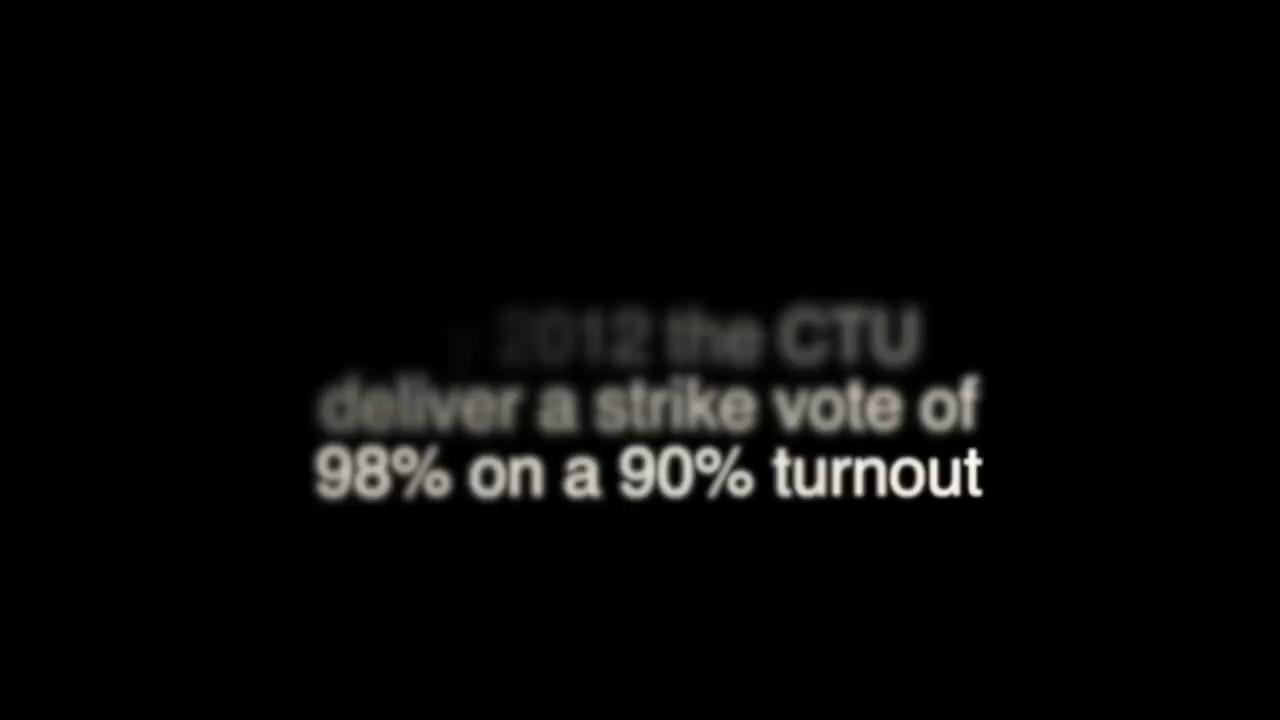 2012 the CTU
deliver a strike vote of
98% on a 90% turnout